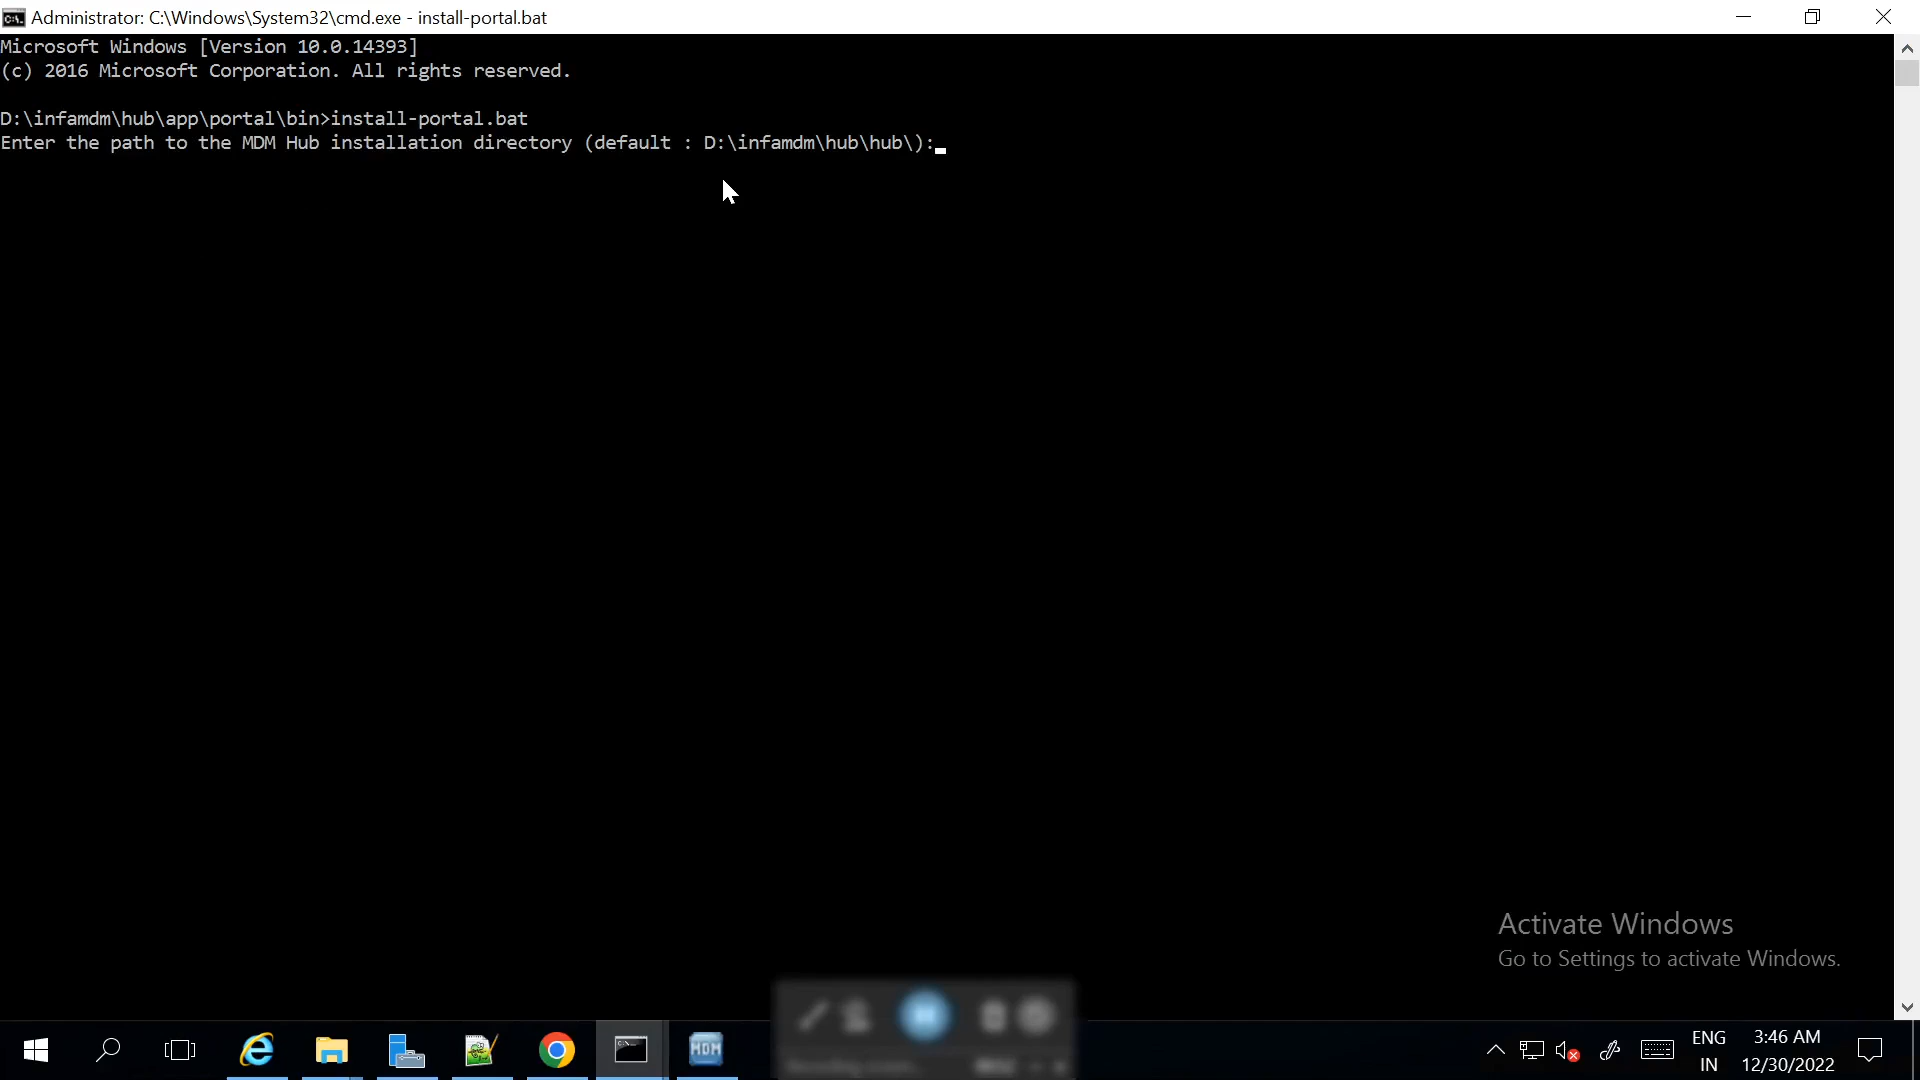 Administrator: C:\Windows\System32\cmd.exe - install-portal.bat
Microsoft Windows [Version 10.0.14393]
(c) 2016 Microsoft Corporation. All rights reserved.
D:\infamdm\hub\app\portal\bin>install-portal.bat
Enter the path to the MDM Hub installation directory (default : D:\infamdm\hub\hub\):
Activate Windows
Go to Settings to activate Windows.
MDM
ENG
IN
3:46 AM
12/30/2022